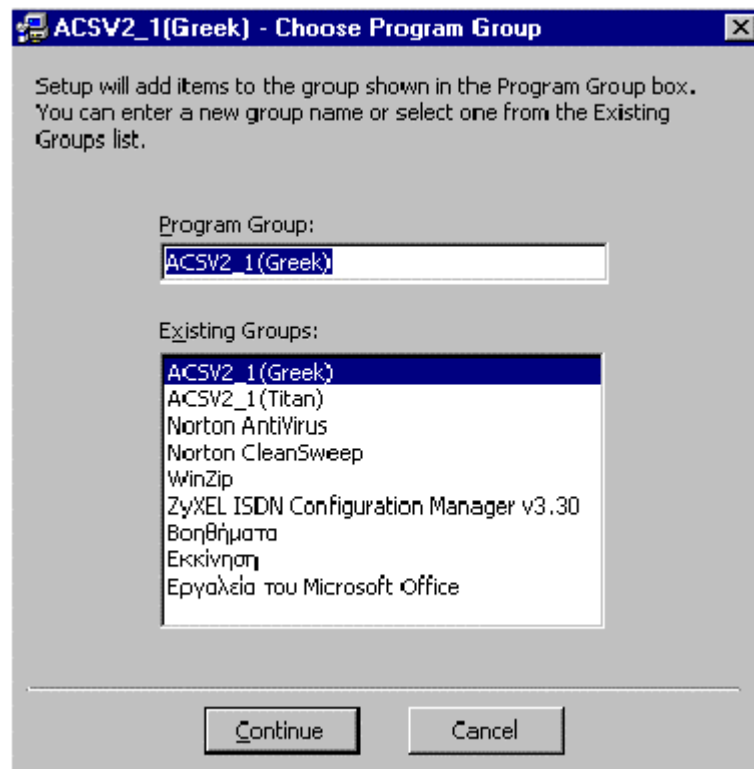 ACSV2_1(Greek) - Choose Program Group
Setup will add items to the group shown in the Program Group box.
You can enter a new group name or select one from the Existing
Groups list.
Program Group:
ACSV2_1(Greek)
Existing Groups:
ACSV2_1(Greek)
ACSV2_1(Titan)
Norton AntiVirus
Norton CleanSweep
WinZip
ZyXEL ISDN Configuration Manager v3.30
Βοηθήματα
Εκκίνηση
Εργαλεία του Microsoft Office
Continue
Cancel